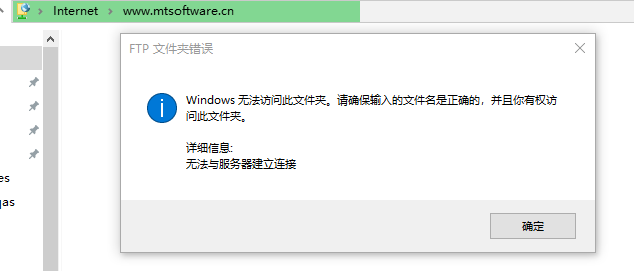 Internet › www.mtsoftware.cn
FTP 文件夹错误
Windows 无法访问此文件夹。请确保输入的文件名是正确的，并且你有权访
问此文件夹。
详细信息:
无法与服务器建立连接
es
qas
确定